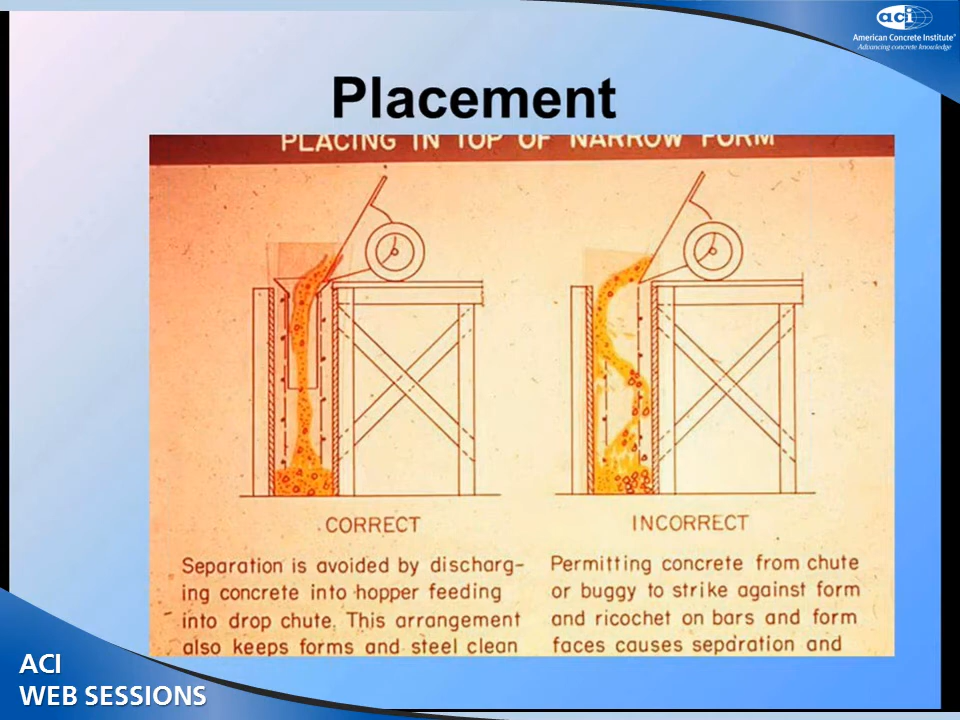 aci
American Concrete Institute®
Advancing concrete knowledge
Placement
PLACING IN TOP OF NARROW FORM
CORRECT
Separation is avoided by discharg-
ing concrete into hopper feeding
into drop chute. This arrangement
also keeps forms and steel clean
INCORRECT
Permitting concrete from chute
or buggy to strike against form
and ricochet on bars and form
faces causes separation and
ACI
WEB SESSIONS